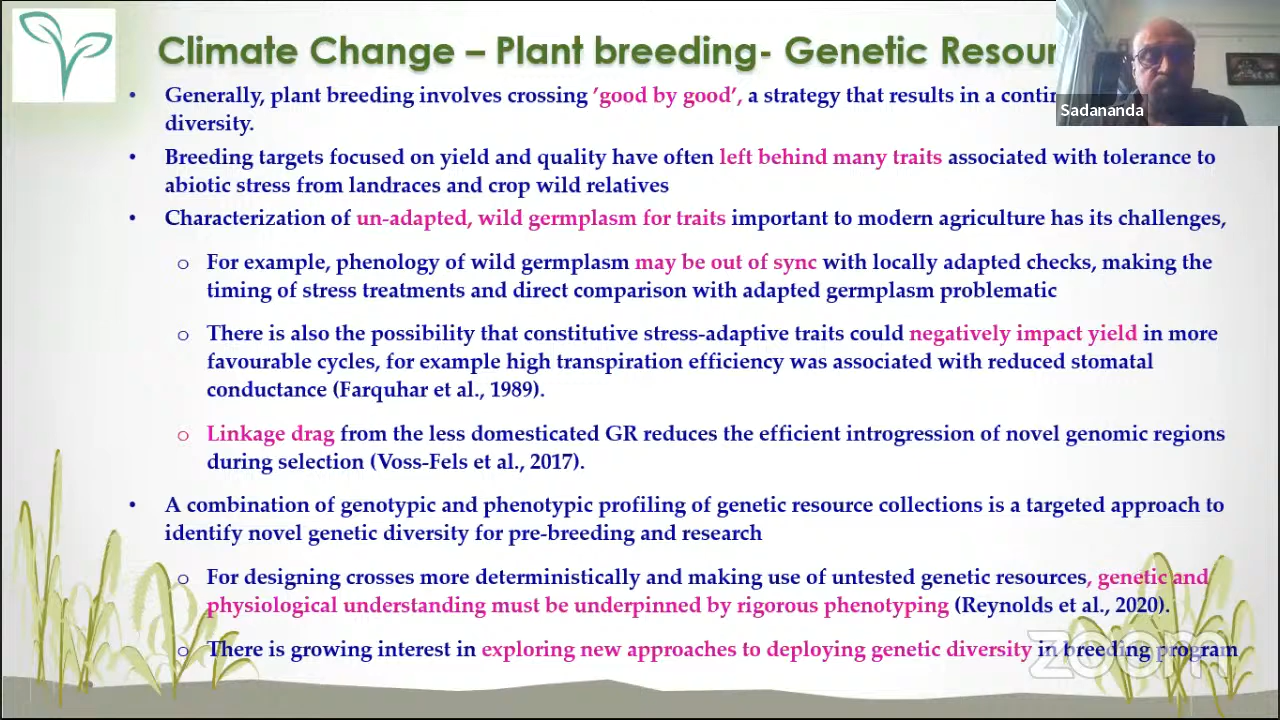 Climate Change – Plant breeding- Genetic Resour
• Generally, plant breeding involves crossing 'good by good', a strategy that results in a contin
diversity.
• Breeding targets focused on yield and quality have often left behind many traits associated with tolerance to
abiotic stress from landraces and crop wild relatives
• Characterization of un-adapted, wild germplasm for traits important to modern agriculture has its challenges,
o For example, phenology of wild germplasm may be out of sync with locally adapted checks, making the
timing of stress treatments and direct comparison with adapted germplasm problematic
o There is also the possibility that constitutive stress-adaptive traits could negatively impact yield in more
favourable cycles, for example high transpiration efficiency was associated with reduced stomatal
conductance (Farquhar et al., 1989).
o Linkage drag from the less domesticated GR reduces the efficient introgression of novel genomic regions
during selection (Voss-Fels et al., 2017).
• A combination of genotypic and phenotypic profiling of genetic resource collections is a targeted approach to
identify novel genetic diversity for pre-breeding and research
o For designing crosses more deterministically and making use of untested genetic resources, genetic and
physiological understanding must be underpinned by rigorous phenotyping (Reynolds et al., 2020).
o There is growing interest in exploring new approaches to deploying genetic diversity in breeding program
Sadananda
zoom